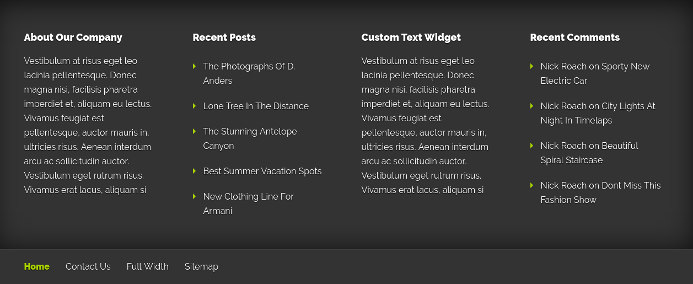 About Our Company
Vestibulum at risus eget leo
lacinia pellentesque. Donec
magna nisi, facilisis pharetra
imperdiet et, aliquam eu lectus.
Vivamus feugiat est
pellentesque, auctor mauris in,
ultricies risus. Aenean interdum
arcu ac sollicitudin auctor.
Vestibulum eget rutrum risus.
Vivamus erat lacus, aliquam si
Recent Posts
The Photographs Of D.
Anders
Lone Tree In The Distance
The Stunning Antelope
Canyon
Best Summer Vacation Spots
New Clothing Line For
Armani
Custom Text Widget
Vestibulum at risus eget leo
lacinia pellentesque. Donec
magna nisi, facilisis pharetra
imperdiet et, aliquam eu lectus.
Vivamus feugiat est
pellentesque, auctor mauris in,
ultricies risus. Aenean interdum
arcu ac sollicitudin auctor.
Vestibulum eget rutrum risus.
Vivamus erat lacus, aliquam si
Recent Comments
Nick Roach on Sporty New
Electric Car
Nick Roach on City Lights At
Night In Timelaps
Nick Roach on Beautiful
Spiral Staircase
Nick Roach on Dont Miss This
Fashion Show
Home Contact Us Full Width Sitemap